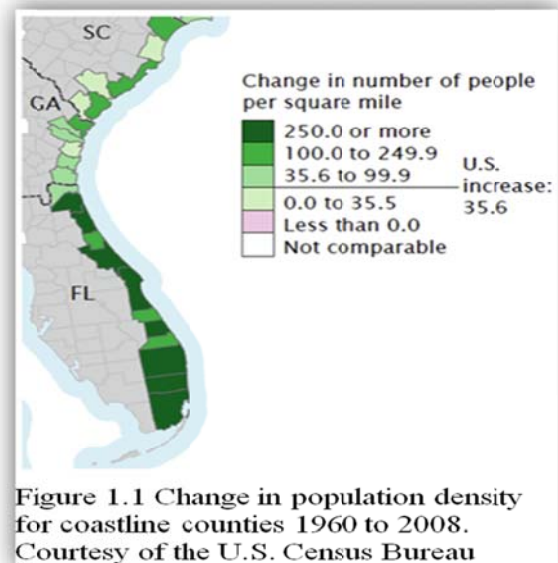 SC
GA
FL
Change in number of people
per square mile
250.0 or more
100.0 to 249.9
35.6 to 99.9
0.0 to 35.5
Less than 0.0
Not comparable
U.S.
increase:
35.6
Figure 1.1 Change in population density
for coastline counties 1960 to 2008.
Courtesy of the U.S. Census Bureau